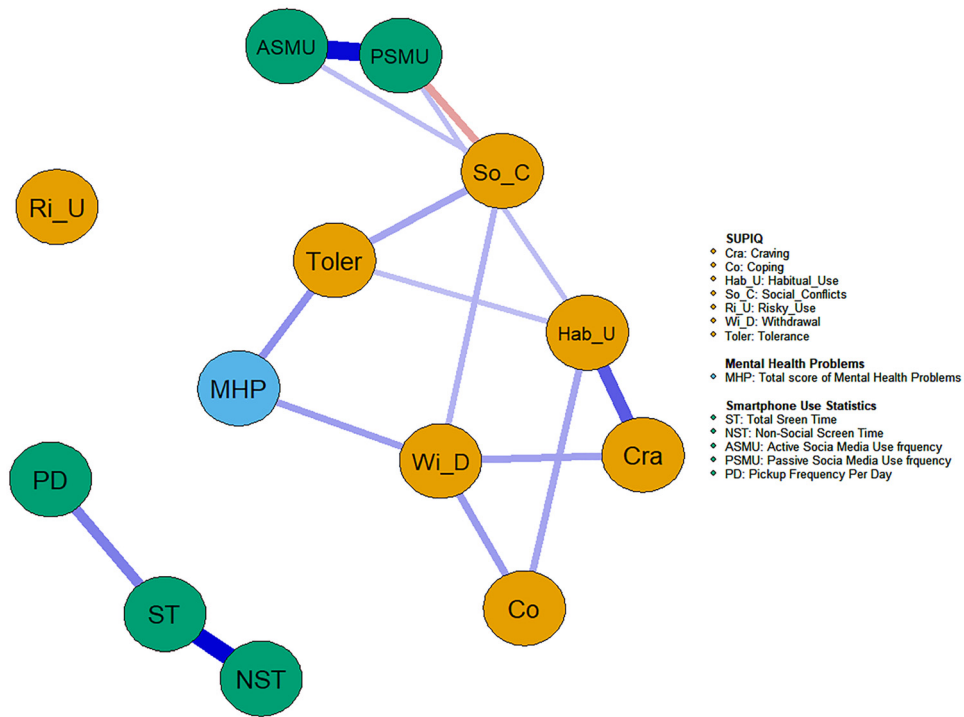 ASMU
PSMU
So_C
Ri_U
Toler
Hab_U
MHP
Wi_D
Cra
PD
Co
ST
NST
SUPIQ
Cra: Craving
Co: Coping
Hab_U: Habitual_Use
So_C: Social_Conflicts
Ri_U: Risky_Use
Wi_D: Withdrawal
Toler: Tolerance
Mental Health Problems
MHP: Total score of Mental Health Problems
Smartphone Use Statistics
ST: Total Sreen Time
NST: Non-Social Screen Time
ASMU: Active Socia Media Use frquency
PSMU: Passive Socia Media Use frquency
PD: Pickup Frequency Per Day